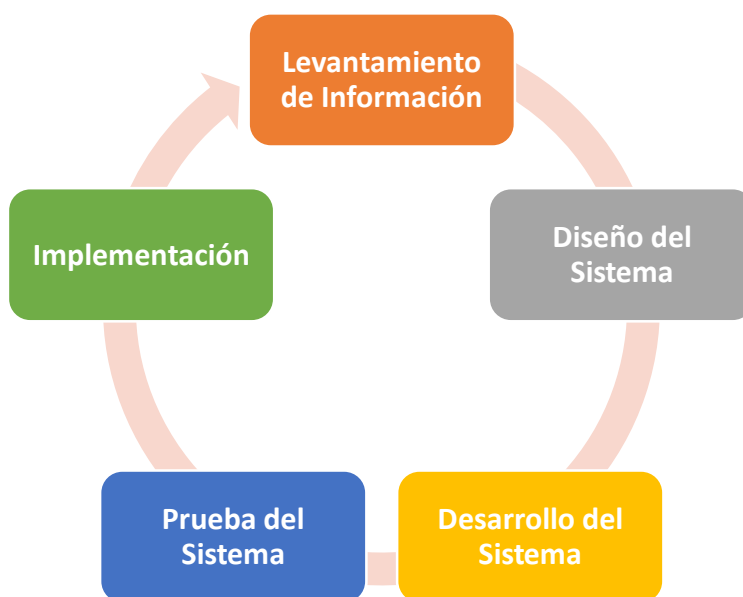 Levantamiento
de Información
Diseño del
Sistema
Desarrollo del
Sistema
Prueba del
Sistema
Implementación